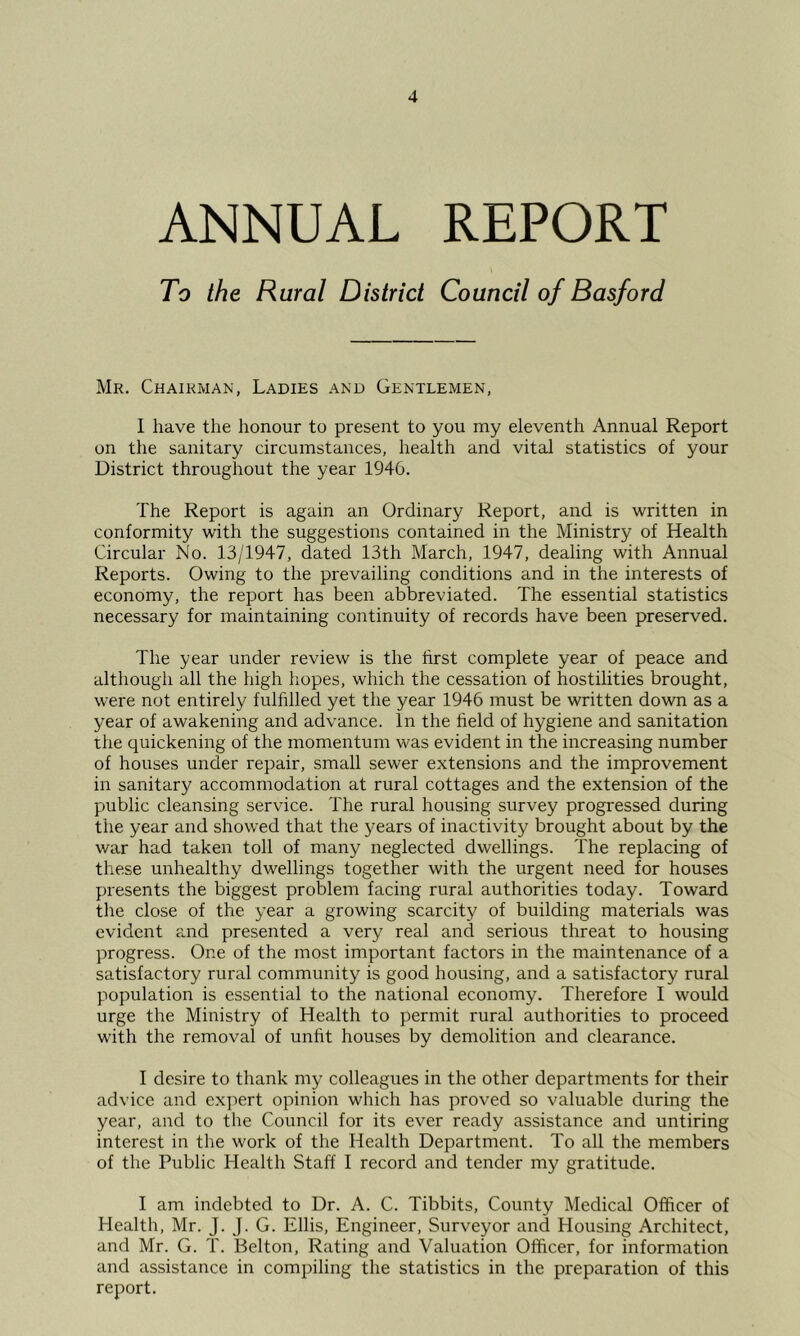 4
ANNUAL REPORT
To the Rural District Council of Basford
Mr. Chairman, Ladies and Gentlemen,
I have the honour to present to you my eleventh Annual Report
on the sanitary circumstances, health and vital statistics of your
District throughout the year 1946.
The Report is again an Ordinary Report, and is written in
conformity with the suggestions contained in the Ministry of Health
Circular No. 13/1947, dated 13th March, 1947, dealing with Annual
Reports. Owing to the prevailing conditions and in the interests of
economy, the report has been abbreviated. The essential statistics
necessary for maintaining continuity of records have been preserved.
The year under review is the first complete year of peace and
although all the high hopes, which the cessation of hostilities brought,
were not entirely fulfilled yet the year 1946 must be written down as a
year of awakening and advance. In the field of hygiene and sanitation
the quickening of the momentum was evident in the increasing number
of houses under repair, small sewer extensions and the improvement
in sanitary accommodation at rural cottages and the extension of the
public cleansing service. The rural housing survey progressed during
the year and showed that the years of inactivity brought about by the
war had taken toll of many neglected dwellings. The replacing of
these unhealthy dwellings together with the urgent need for houses
presents the biggest problem facing rural authorities today. Toward
the close of the year a growing scarcity of building materials was
evident and presented a very real and serious threat to housing
progress. One of the most important factors in the maintenance of a
satisfactory rural community is good housing, and a satisfactory rural
population is essential to the national economy. Therefore I would
urge the Ministry of Health to permit rural authorities to proceed
with the removal of unfit houses by demolition and clearance.
I desire to thank my colleagues in the other departments for their
advice and expert opinion which has proved so valuable during the
year, and to the Council for its ever ready assistance and untiring
interest in the work of the Health Department. To all the members
of the Public Health Staff I record and tender my gratitude.
I am indebted to Dr. A. C. Tibbits, County Medical Officer of
Health, Mr. J. J. G. Ellis, Engineer, Surveyor and Housing Architect,
and Mr. G. T. Belton, Rating and Valuation Officer, for information
and assistance in compiling the statistics in the preparation of this
report.